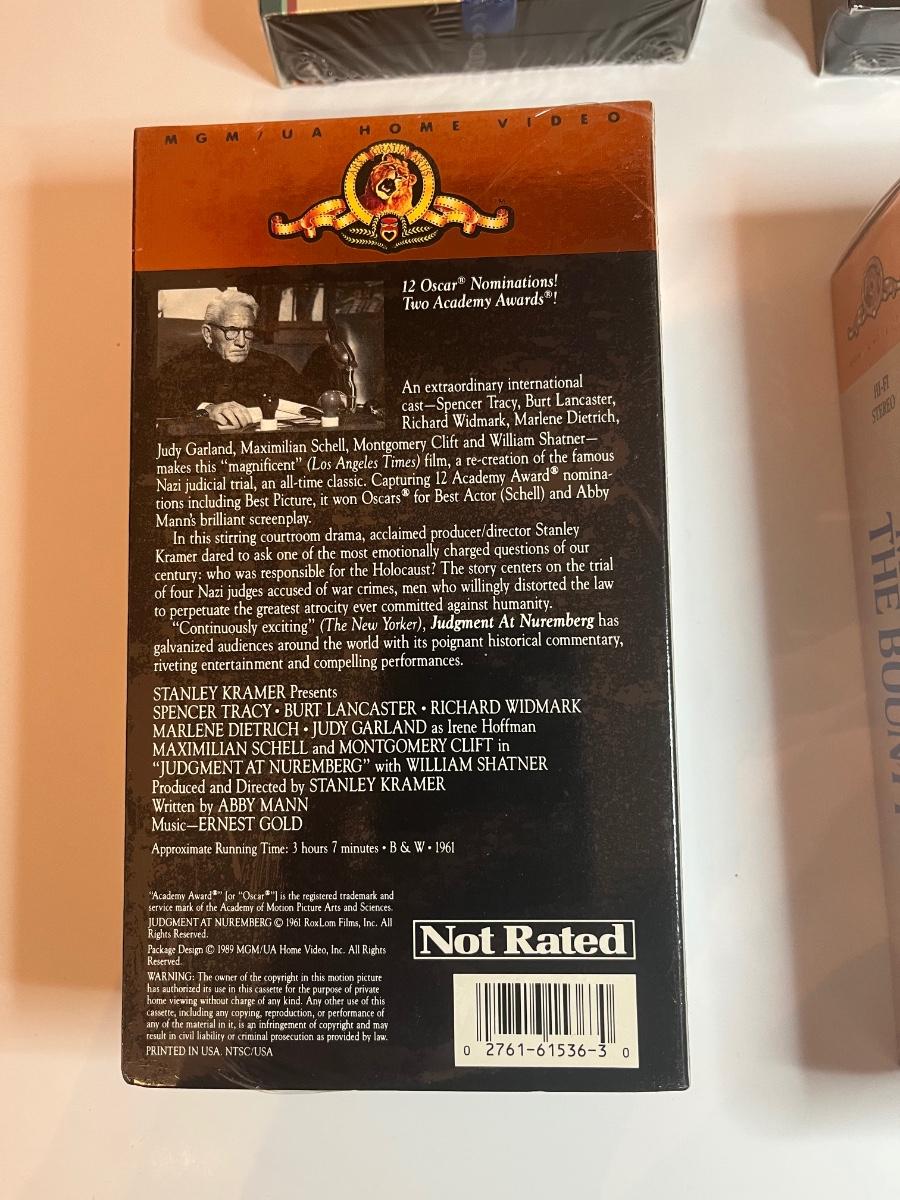 MGM/UA HOME VIDEO
ARS GRATIA ARTIS
TM
12 Oscar® Nominations!
Two Academy Awards®!
An extraordinary international
cast—Spencer Tracy, Burt Lancaster,
Richard Widmark, Marlene Dietrich,
Judy Garland, Maximilian Schell, Montgomery Clift and William Shatner—
makes this “magnificent” (Los Angeles Times) film, a re-creation of the famous
Nazi judicial trial, an all-time classic. Capturing 12 Academy Award® nomina-
tions including Best Picture, it won Oscars® for Best Actor (Schell) and Abby
Mann's brilliant screenplay.
In this stirring courtroom drama, acclaimed producer/director Stanley
Kramer dared to ask one of the most emotionally charged questions of our
century: who was responsible for the Holocaust? The story centers on the trial
of four Nazi judges accused of war crimes, men who willingly distorted the law
to perpetuate the greatest atrocity ever committed against humanity.
“Continuously exciting” (The New Yorker), Judgment At Nuremberg has
galvanized audiences around the world with its poignant historical commentary,
riveting entertainment and compelling performances.
STANLEY KRAMER Presents
SPENCER TRACY • BURT LANCASTER • RICHARD WIDMARK
MARLENE DIETRICH • JUDY GARLAND as Irene Hoffman
MAXIMILIAN SCHELL and MONTGOMERY CLIFT in
“JUDGMENT AT NUREMBERG” with WILLIAM SHATNER
Produced and Directed by STANLEY KRAMER
Written by ABBY MANN
Music—ERNEST GOLD
Approximate Running Time: 3 hours 7 minutes • B & W • 1961
“Academy Award®” [or “Oscar®”] is the registered trademark and
service mark of the Academy of Motion Picture Arts and Sciences.
JUDGMENT AT NUREMBERG © 1961 RoxLom Films, Inc. All
Rights Reserved.
Package Design © 1989 MGM/UA Home Video, Inc. All Rights
Reserved.
WARNING: The owner of the copyright in this motion picture
has authorized its use in this cassette for the purpose of private
home viewing without charge of any kind. Any other use of this
cassette, including any copying, reproduction, or performance of
any of the material in it, is an infringement of copyright and may
result in civil liability or criminal prosecution as provided by law.
PRINTED IN USA. NTSC/USA
Not Rated
0 2761-61536-3 0
HI-FI
STEREO
THE BOUNTY